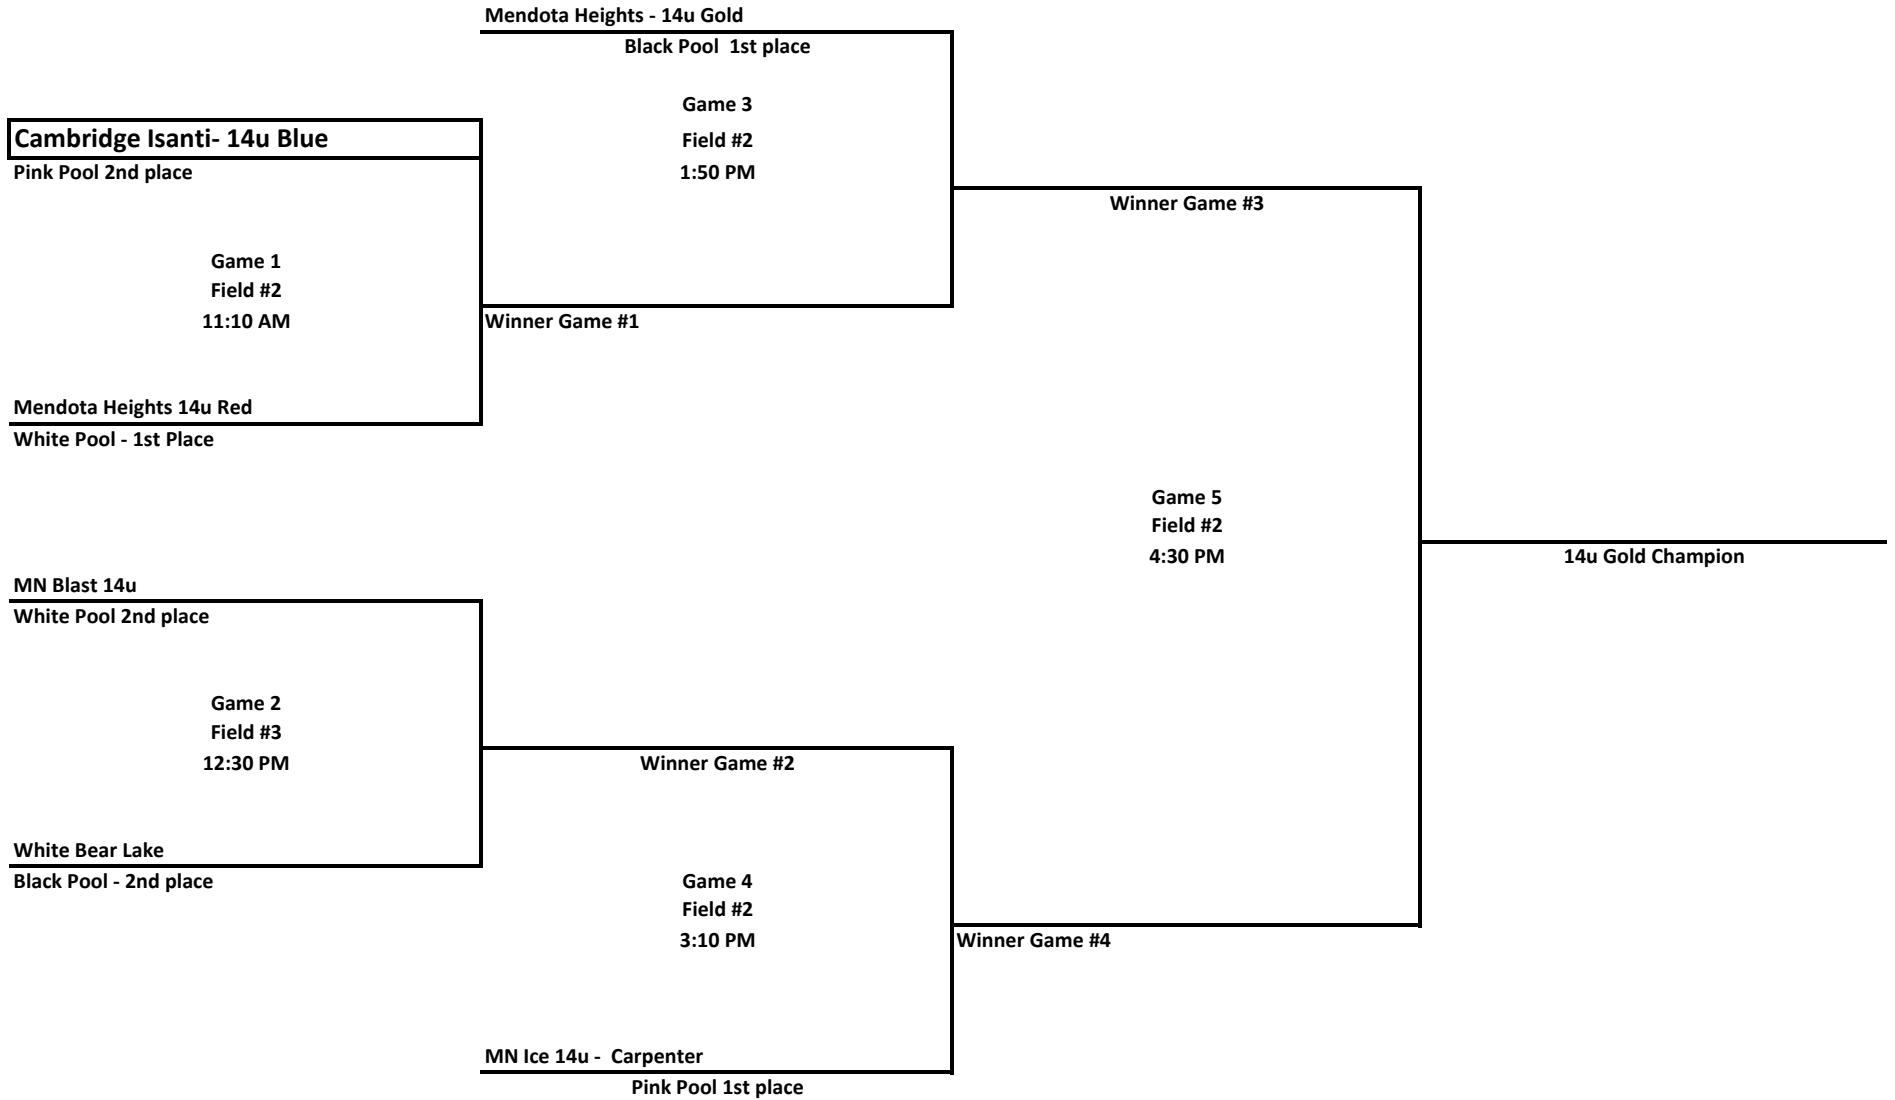 Mendota Heights - 14u Gold
Black Pool  1st place
Game 3
Field #2
1:50 PM
Cambridge Isanti- 14u Blue
Pink Pool 2nd place
Winner Game #3
Game 1
Field #2
11:10 AM
Winner Game #1
Mendota Heights 14u Red
White Pool - 1st Place
Game 5
Field #2
4:30 PM
14u Gold Champion
MN Blast 14u
White Pool 2nd place
Game 2
Field #3
12:30 PM
Winner Game #2
White Bear Lake
Black Pool - 2nd place
Game 4
Field #2
3:10 PM
Winner Game #4
MN Ice 14u -  Carpenter
Pink Pool 1st place